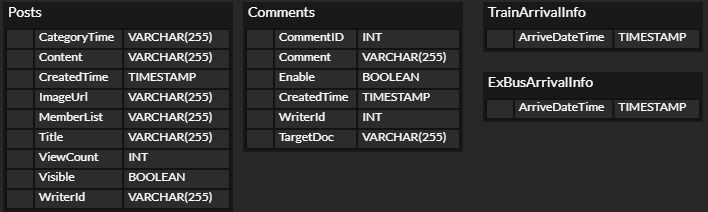 Posts
CategoryTime VARCHAR(255)
Content VARCHAR(255)
CreatedTime TIMESTAMP
ImageUrl VARCHAR(255)
MemberList VARCHAR(255)
Title VARCHAR(255)
ViewCount INT
Visible BOOLEAN
WriterId VARCHAR(255)
Comments
CommentID INT
Comment VARCHAR(255)
Enable BOOLEAN
CreatedTime TIMESTAMP
WriterId INT
TargetDoc VARCHAR(255)
TrainArrivalInfo
ArriveDateTime TIMESTAMP
ExBusArrivalInfo
ArriveDateTime TIMESTAMP